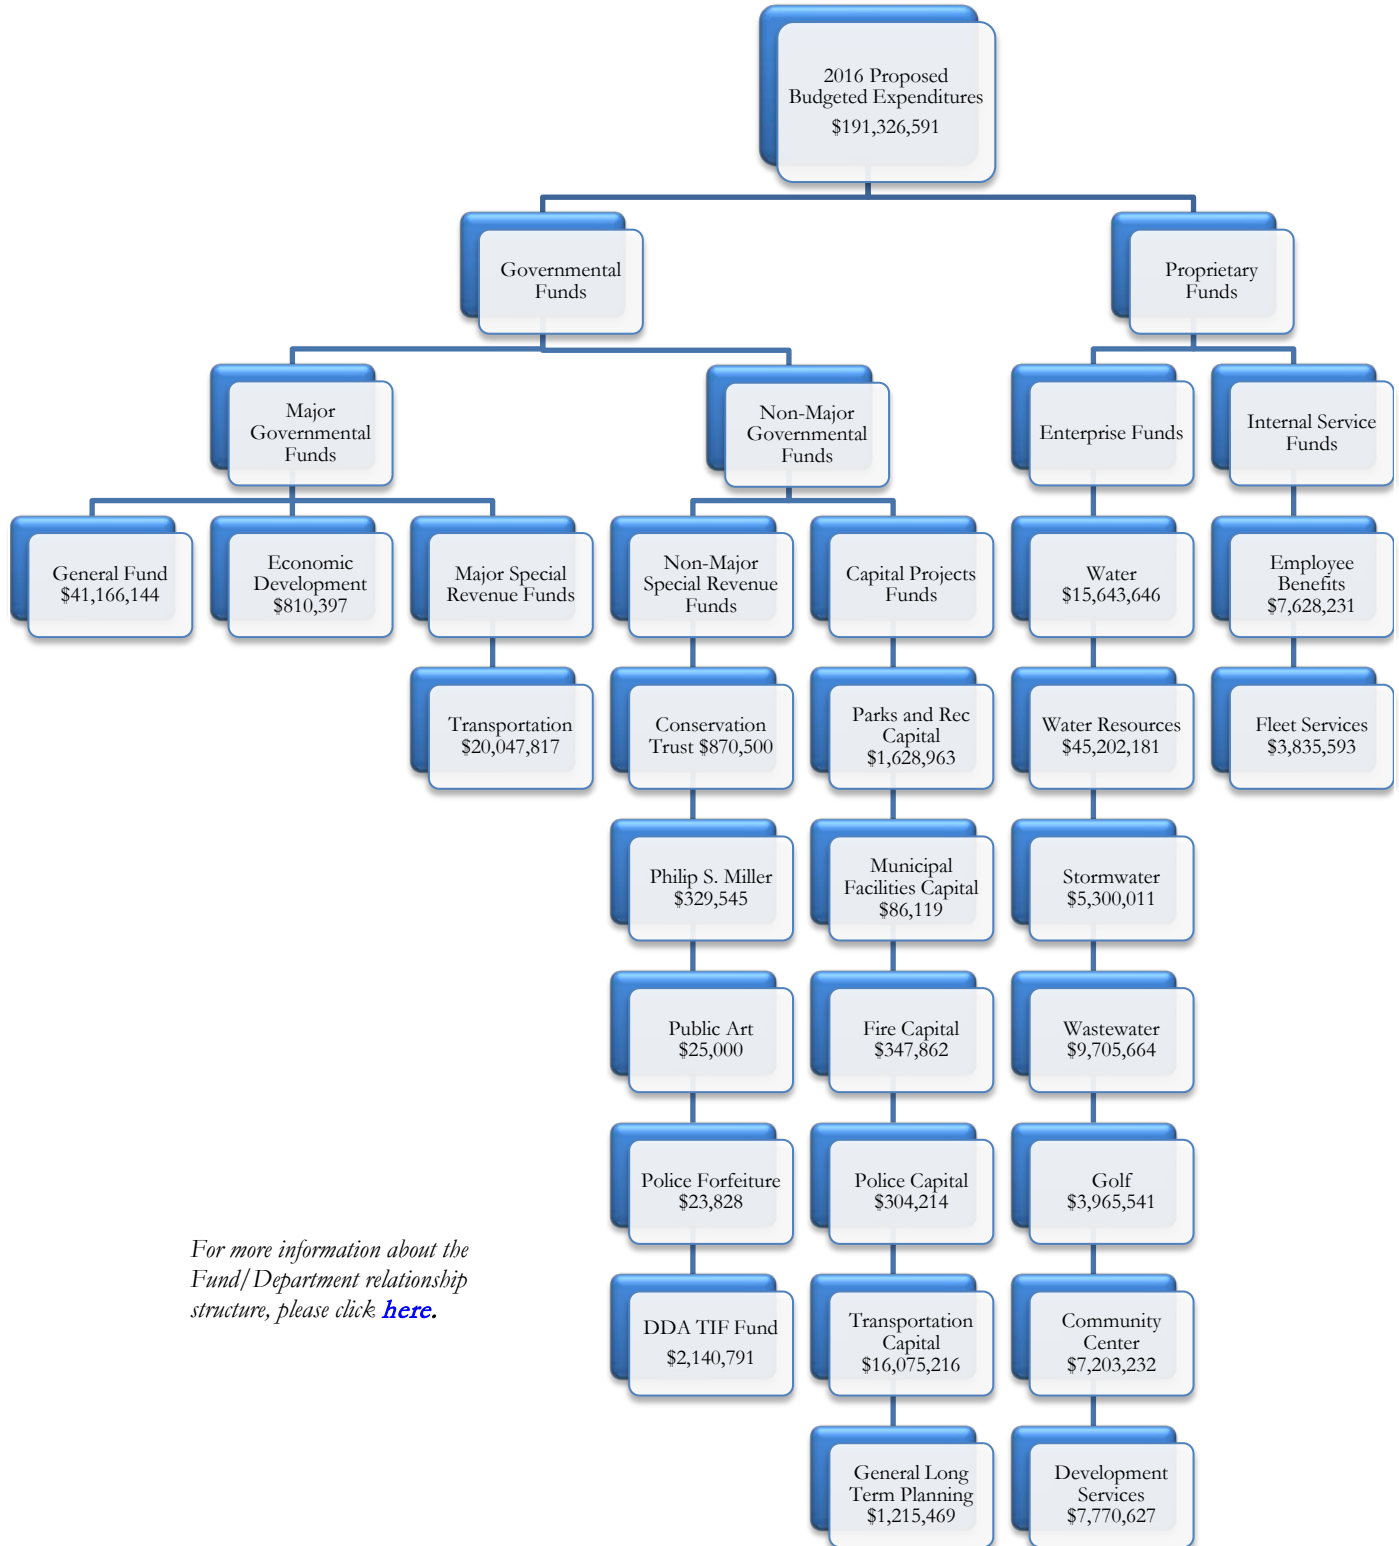 2016 Proposed
Budgeted Expenditures
$191,326,591
Governmental
Funds
Proprietary
Funds
Major
Governmental
Funds
Non-Major
Governmental
Funds
Enterprise Funds
Internal Service
Funds
General Fund
$41,166,144
Economic
Development
$810,397
Major Special
Revenue Funds
Non-Major
Special Revenue
Funds
Capital Projects
Funds
Water
$15,643,646
Employee
Benefits
$7,628,231
Transportation
$20,047,817
Conservation
Trust $870,500
Parks and Rec
Capital
$1,628,963
Water Resources
$45,202,181
Fleet Services
$3,835,593
Philip S. Miller
$329,545
Municipal
Facilities Capital
$86,119
Stormwater
$5,300,011
Public Art
$25,000
Fire Capital
$347,862
Wastewater
$9,705,664
Police Forfeiture
$23,828
Police Capital
$304,214
Golf
$3,965,541
For more information about the
Fund/Department relationship
structure, please click here.
DDA TIF Fund
$2,140,791
Transportation
Capital
$16,075,216
Community
Center
$7,203,232
General Long
Term Planning
$1,215,469
Development
Services
$7,770,627